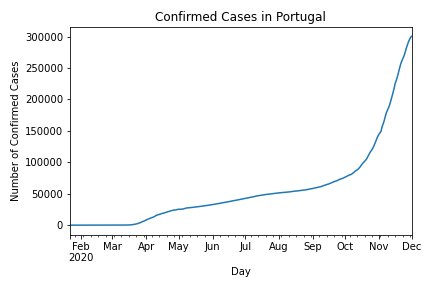 Confirmed Cases in Portugal
300000
250000
200000
150000
100000
50000
0
Number of Confirmed Cases
Feb Mar Apr May Jun Jul Aug Sep Oct Nov Dec
2020
Day